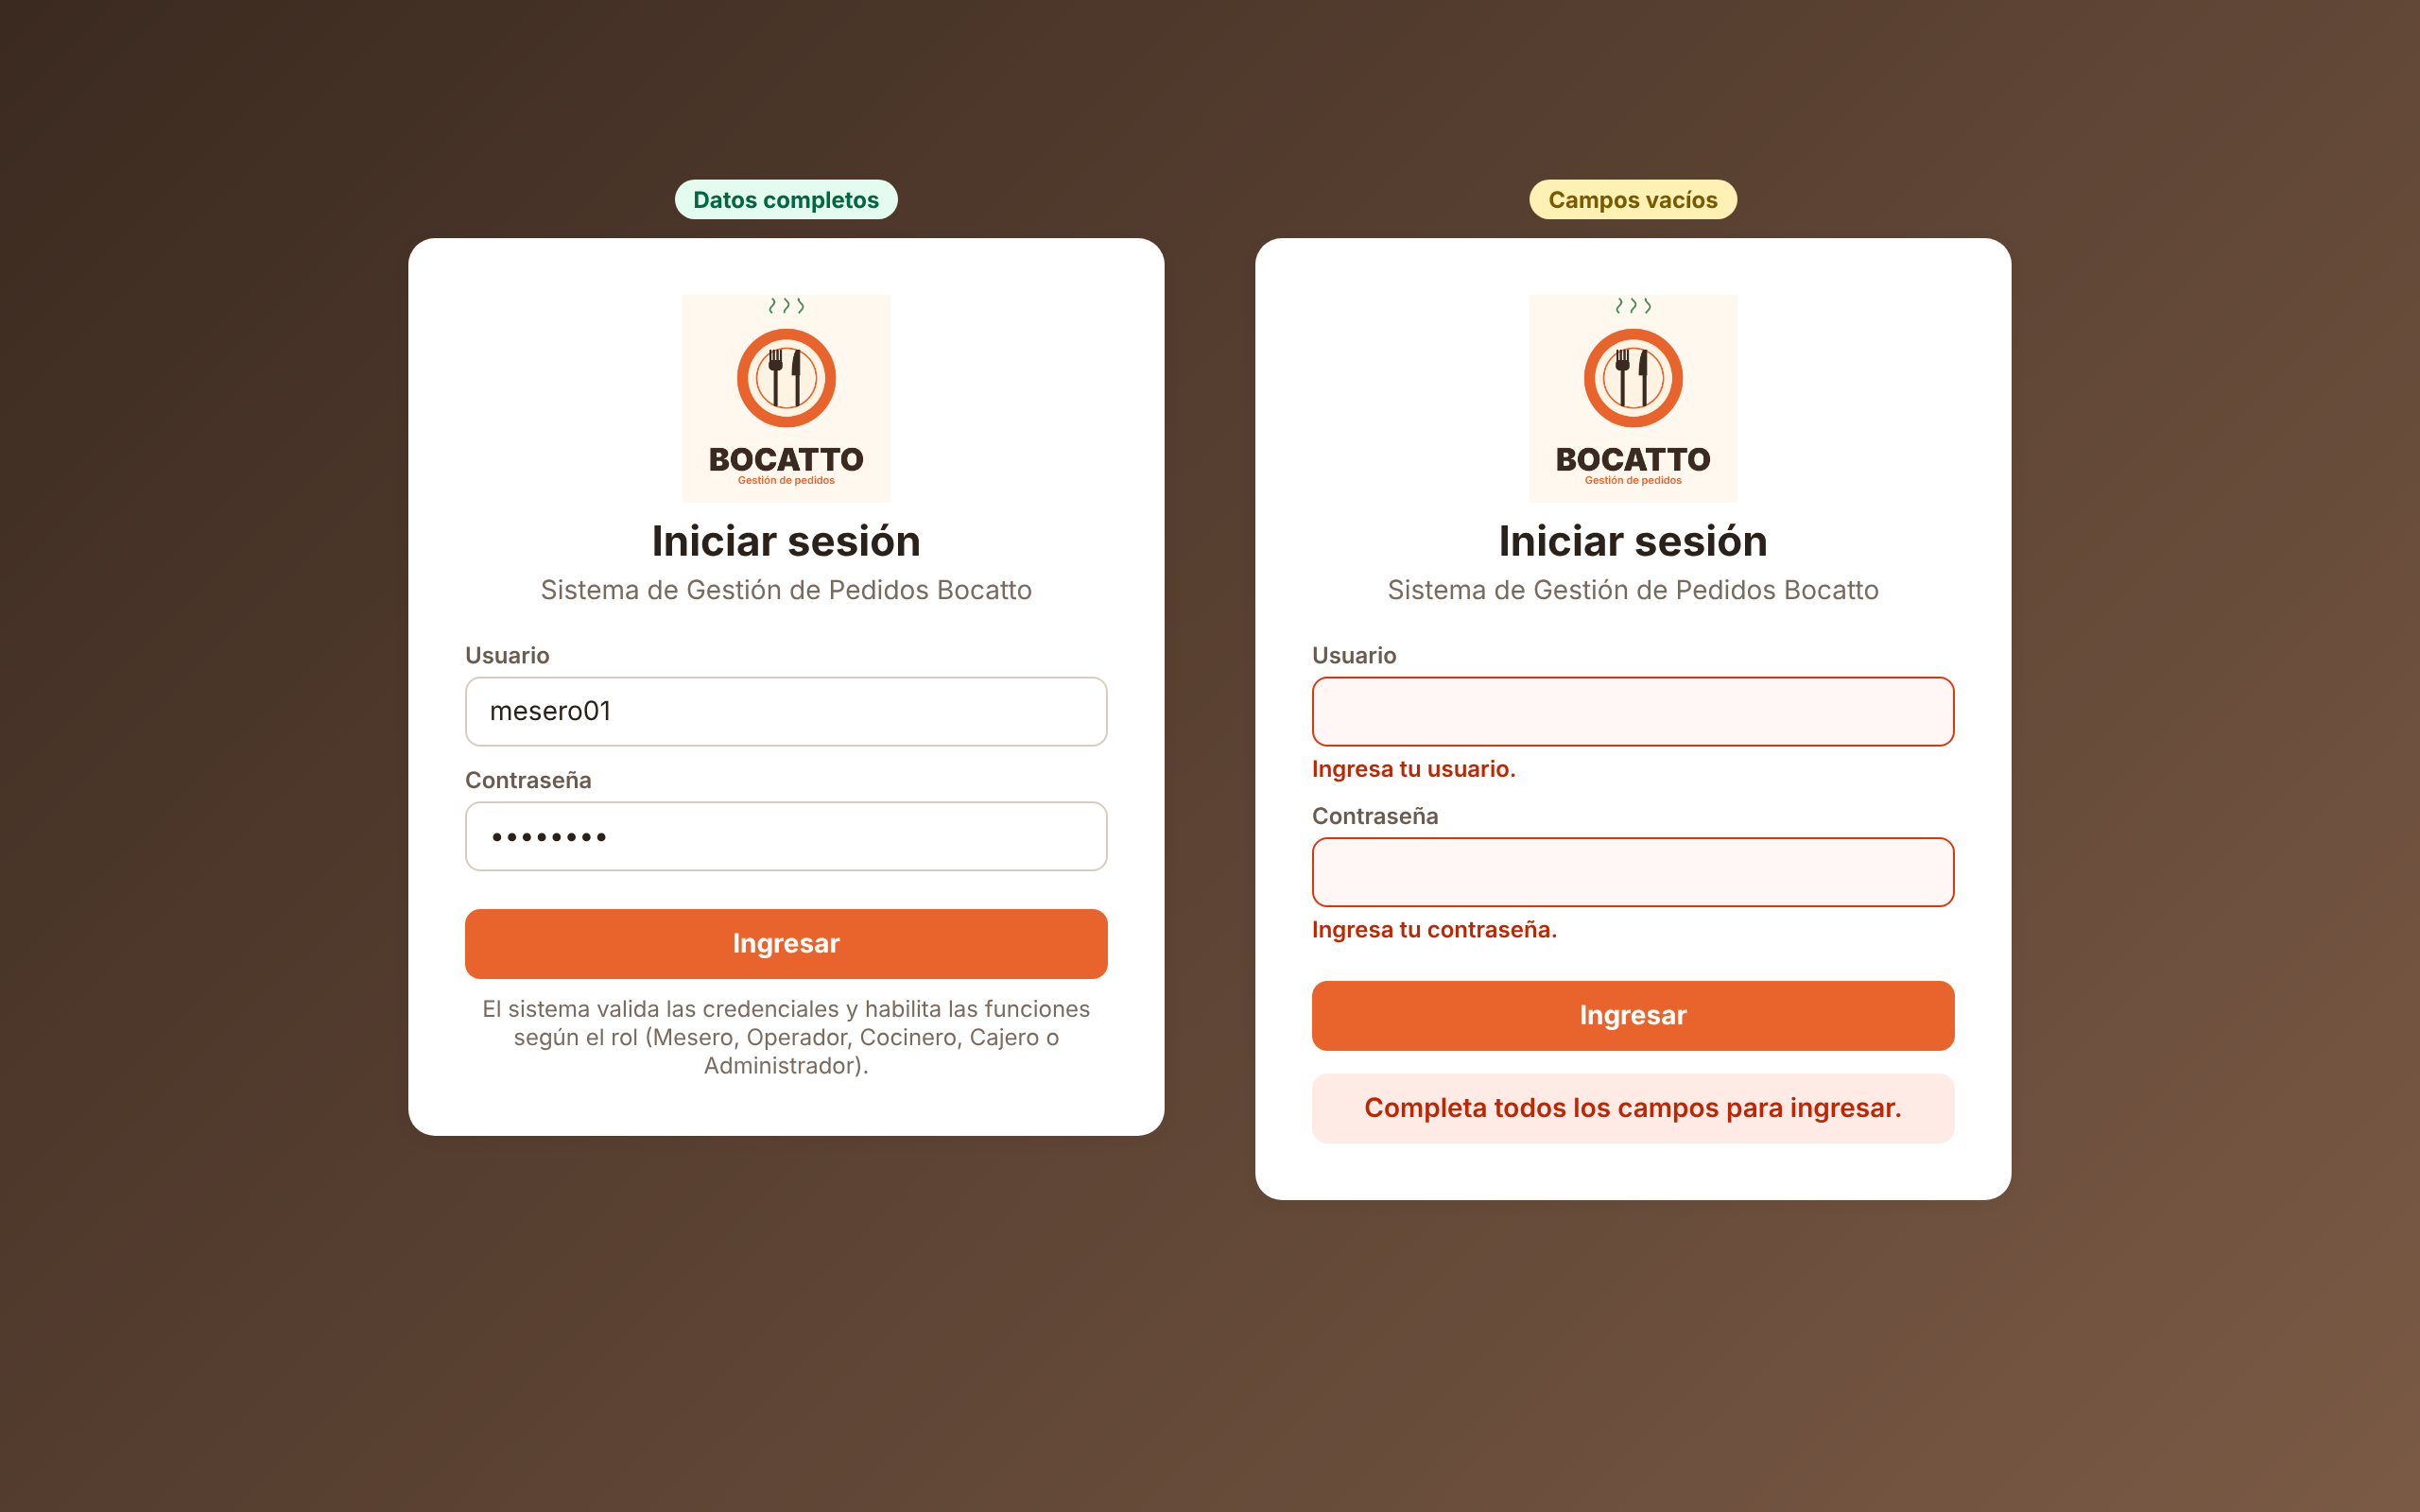 Datos completos
BOCATTO
Gestión de pedidos
Iniciar sesión
Sistema de Gestión de Pedidos Bocatto
Usuario
mesero01
Contraseña
••••••••
Ingresar
El sistema valida las credenciales y habilita las funciones
según el rol (Mesero, Operador, Cocinero, Cajero o
Administrador).
Campos vacíos
BOCATTO
Gestión de pedidos
Iniciar sesión
Sistema de Gestión de Pedidos Bocatto
Usuario
Ingresa tu usuario.
Contraseña
Ingresa tu contraseña.
Ingresar
Completa todos los campos para ingresar.